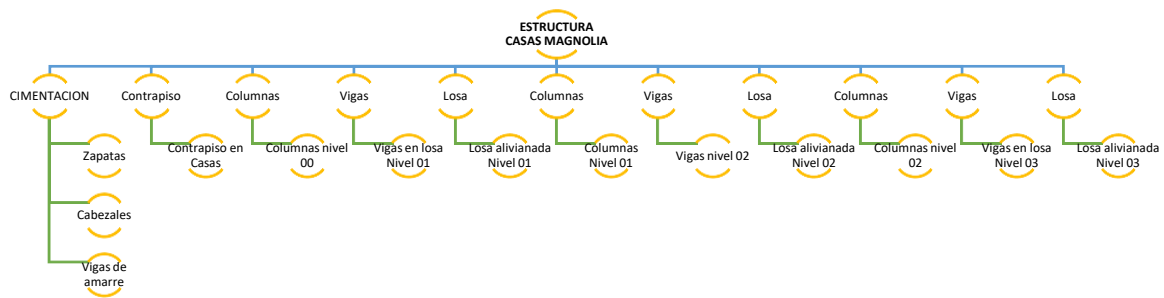 ESTRUCTURA
CASAS MAGNOLIA
CIMENTACION
Contrapiso
Columnas
Vigas
Losa
Columnas
Vigas
Losa
Columnas
Vigas
Losa
Zapatas
Contrapiso en
Casas
Columnas nivel
00
Vigas en losa
Nivel 01
Losa alivianada
Nivel 01
Columnas
Nivel 01
Vigas nivel 02
Losa alivianada
Nivel 02
Columnas nivel
02
Vigas en losa
Nivel 03
Losa alivianada
Nivel 03
Cabezales
Vigas de
amarre